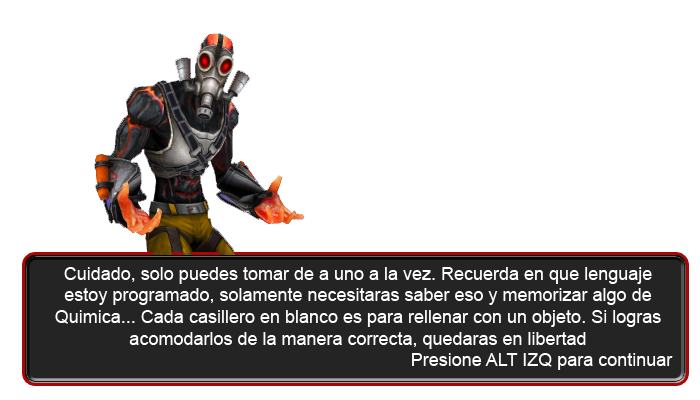 Cuidado, solo puedes tomar de a uno a la vez. Recuerda en que lenguaje
estoy programado, solamente necesitaras saber eso y memorizar algo de
Quimica... Cada casillero en blanco es para rellenar con un objeto. Si logras
acomodarlos de la manera correcta, quedaras en libertad
Presione ALT IZQ para continuar